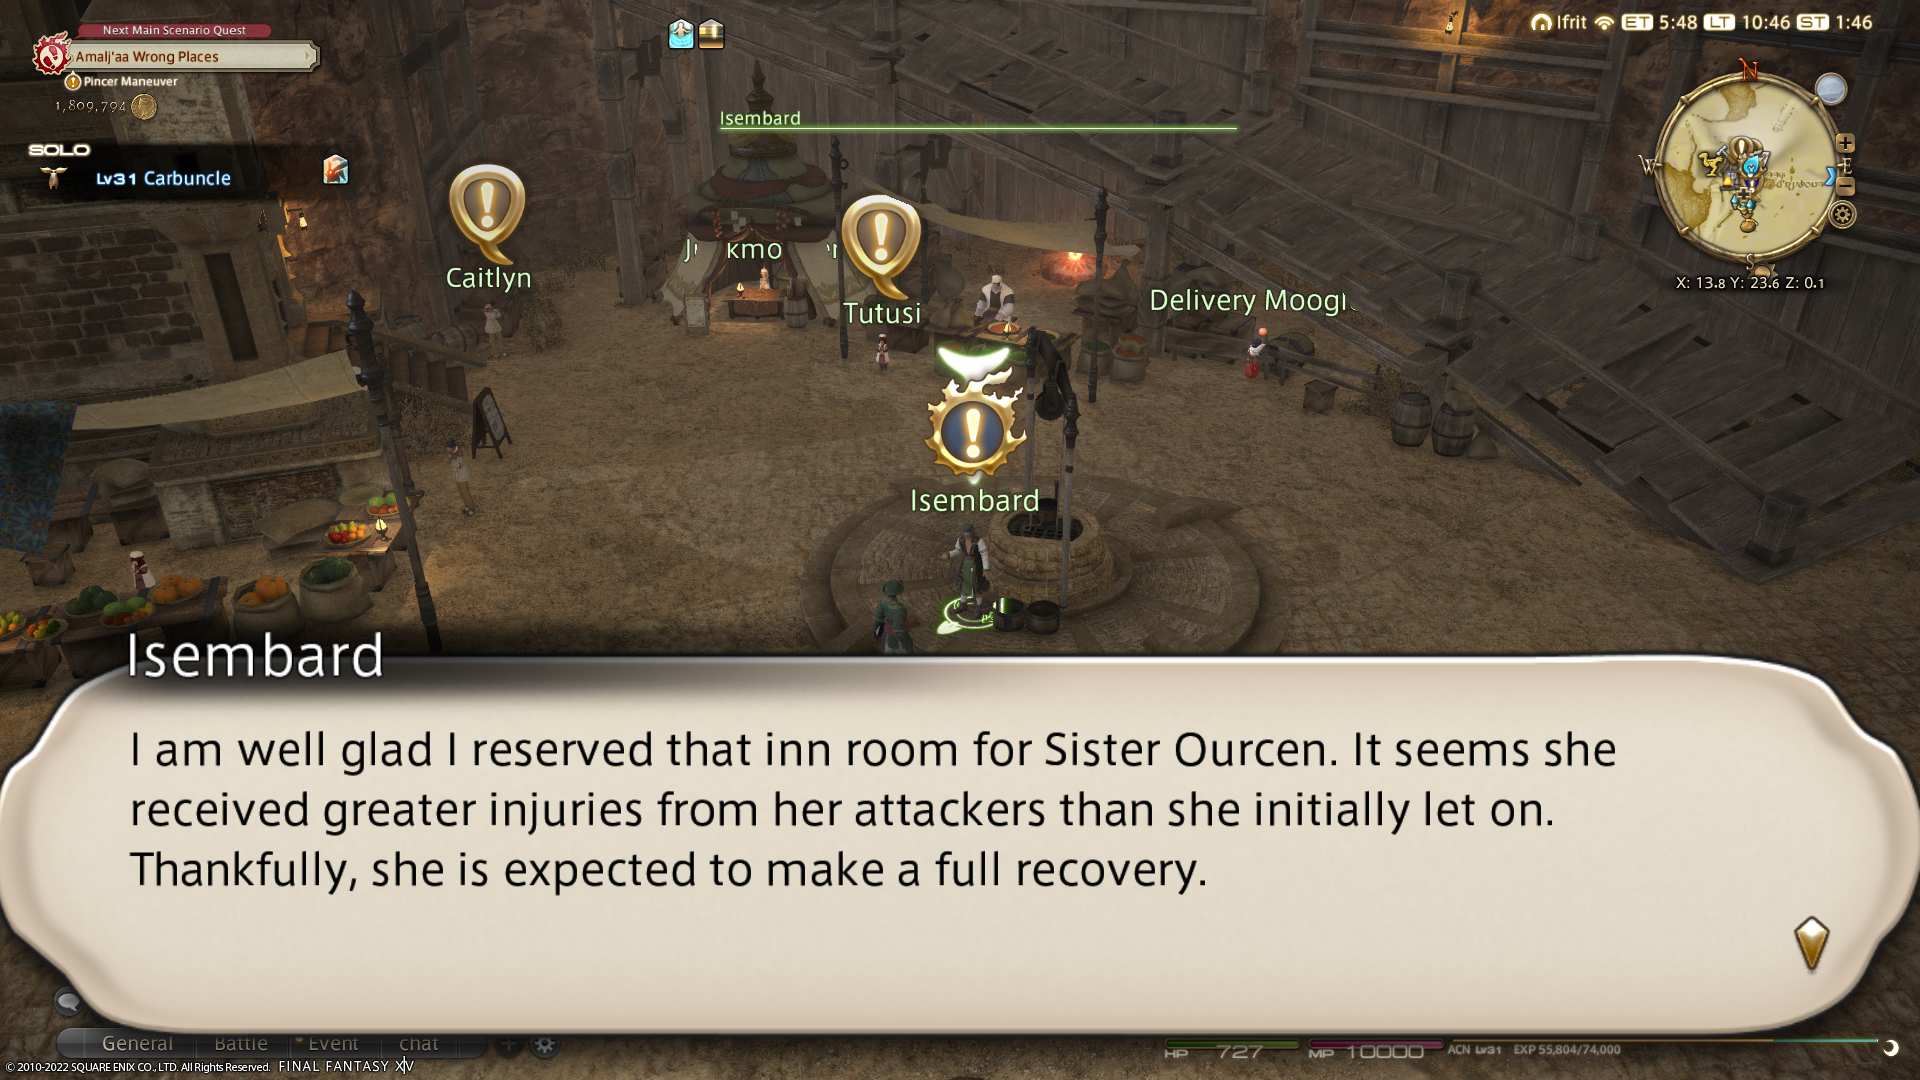 Next Main Scenario Quest
Amalj'aa Wrong Places
Pincer Maneuver
1,809,794
SOLO
Lv31 Carbuncle
Ifrit ET 5:48 LT 10:46 ST 1:46
N
W
E
S
X: 13.8 Y: 23.6 Z: 0.1
Isembard
Caitlyn
Tutusi
Delivery
Isembard
Isembard
I am well glad I reserved that inn room for Sister Ourcen. It seems she
received greater injuries from her attackers than she initially let on.
Thankfully, she is expected to make a full recovery.
General Battle Event chat
HP 727 MP 10000 ACN Lv31 EXP 55,804/74,000
© 2010-2022 SQUARE ENIX CO., LTD. All Rights Reserved. FINAL FANTASY XIV